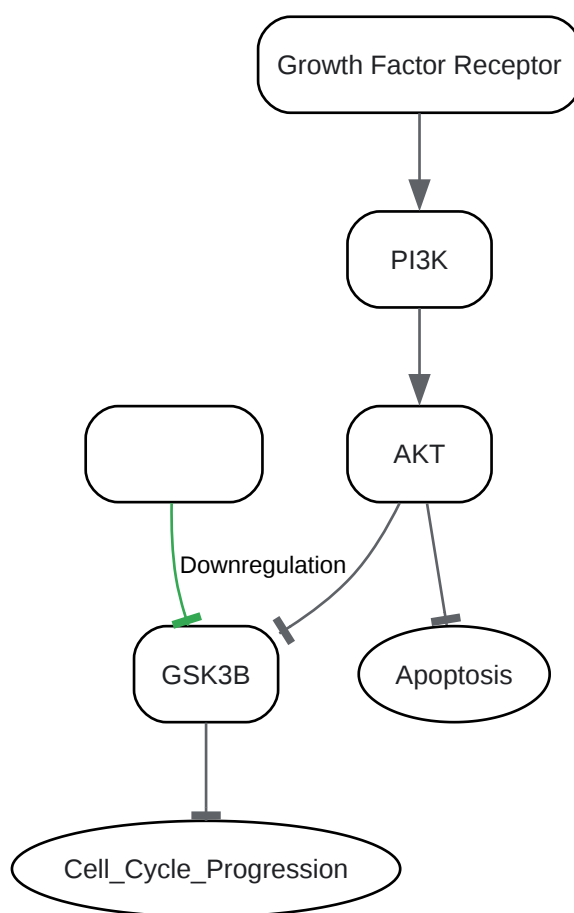 Growth Factor Receptor
PI3K
AKT
Downregulation
GSK3B
Apoptosis
Cell_Cycle_Progression